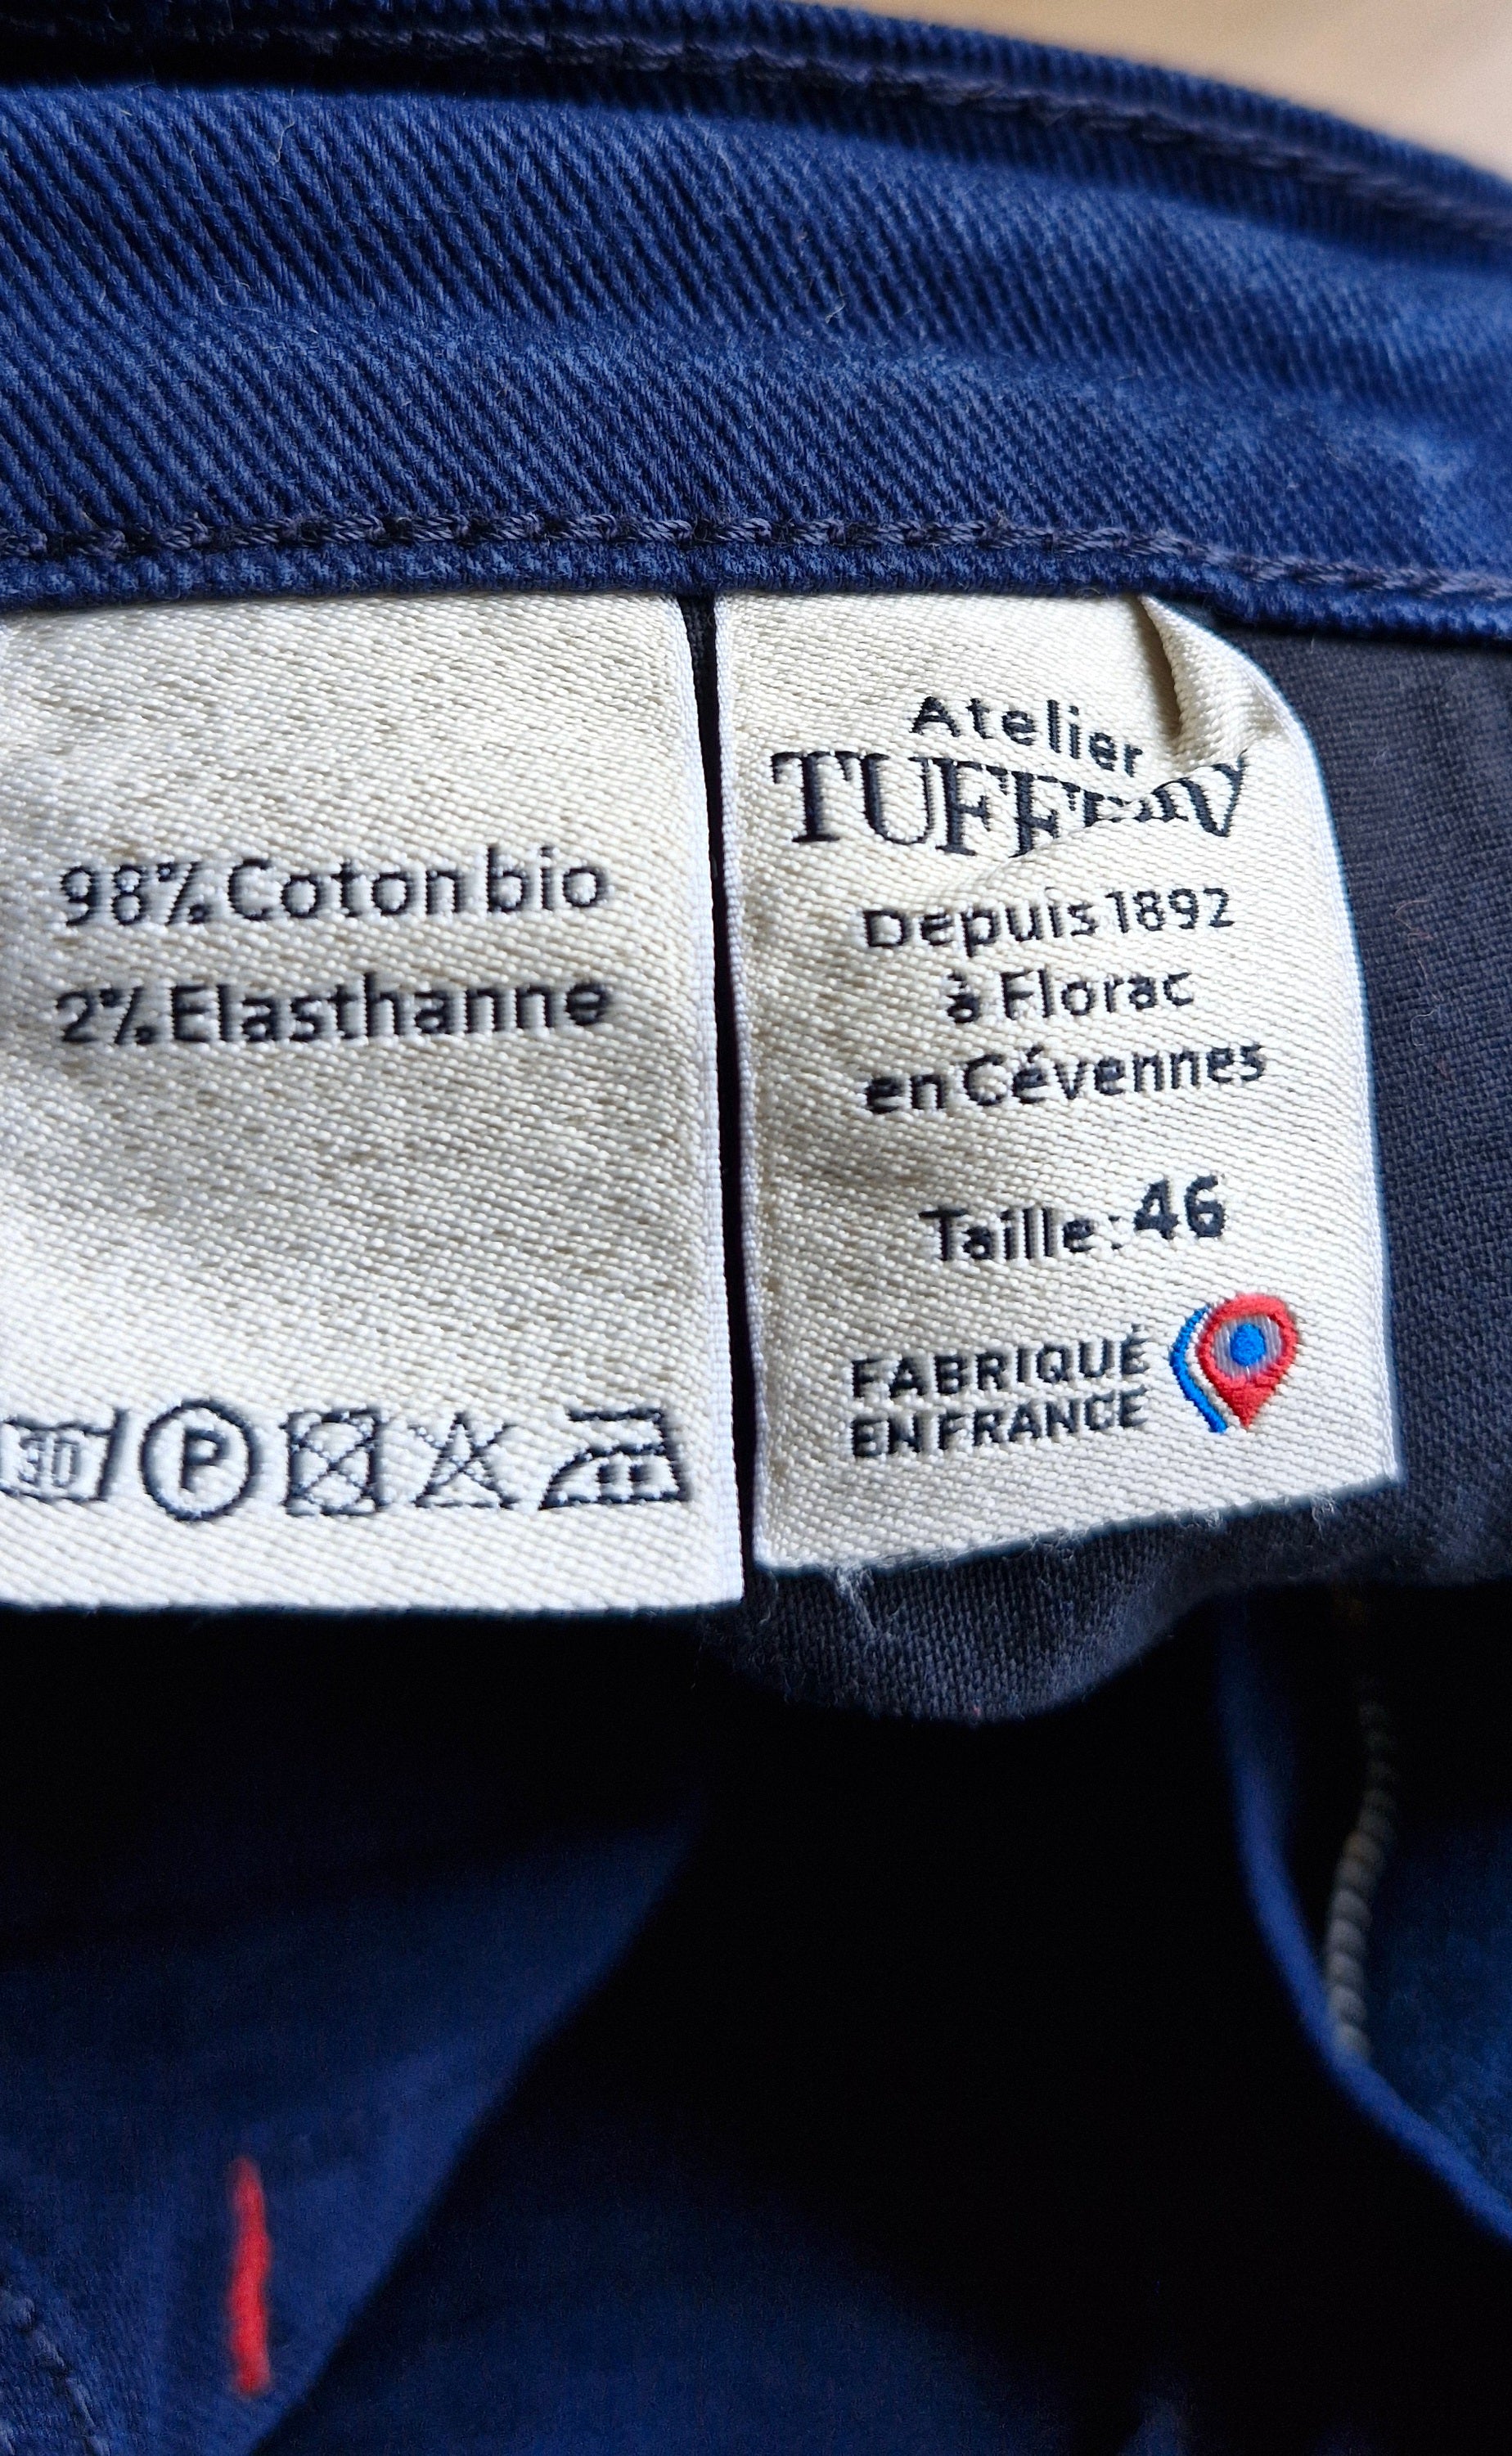 98% Coton bio
2% Elasthanne
30
P
Atelier
TUFFERY
Depuis 1892
à Florac
en Cévennes
Taille: 46
FABRIQUÉ
EN FRANCE